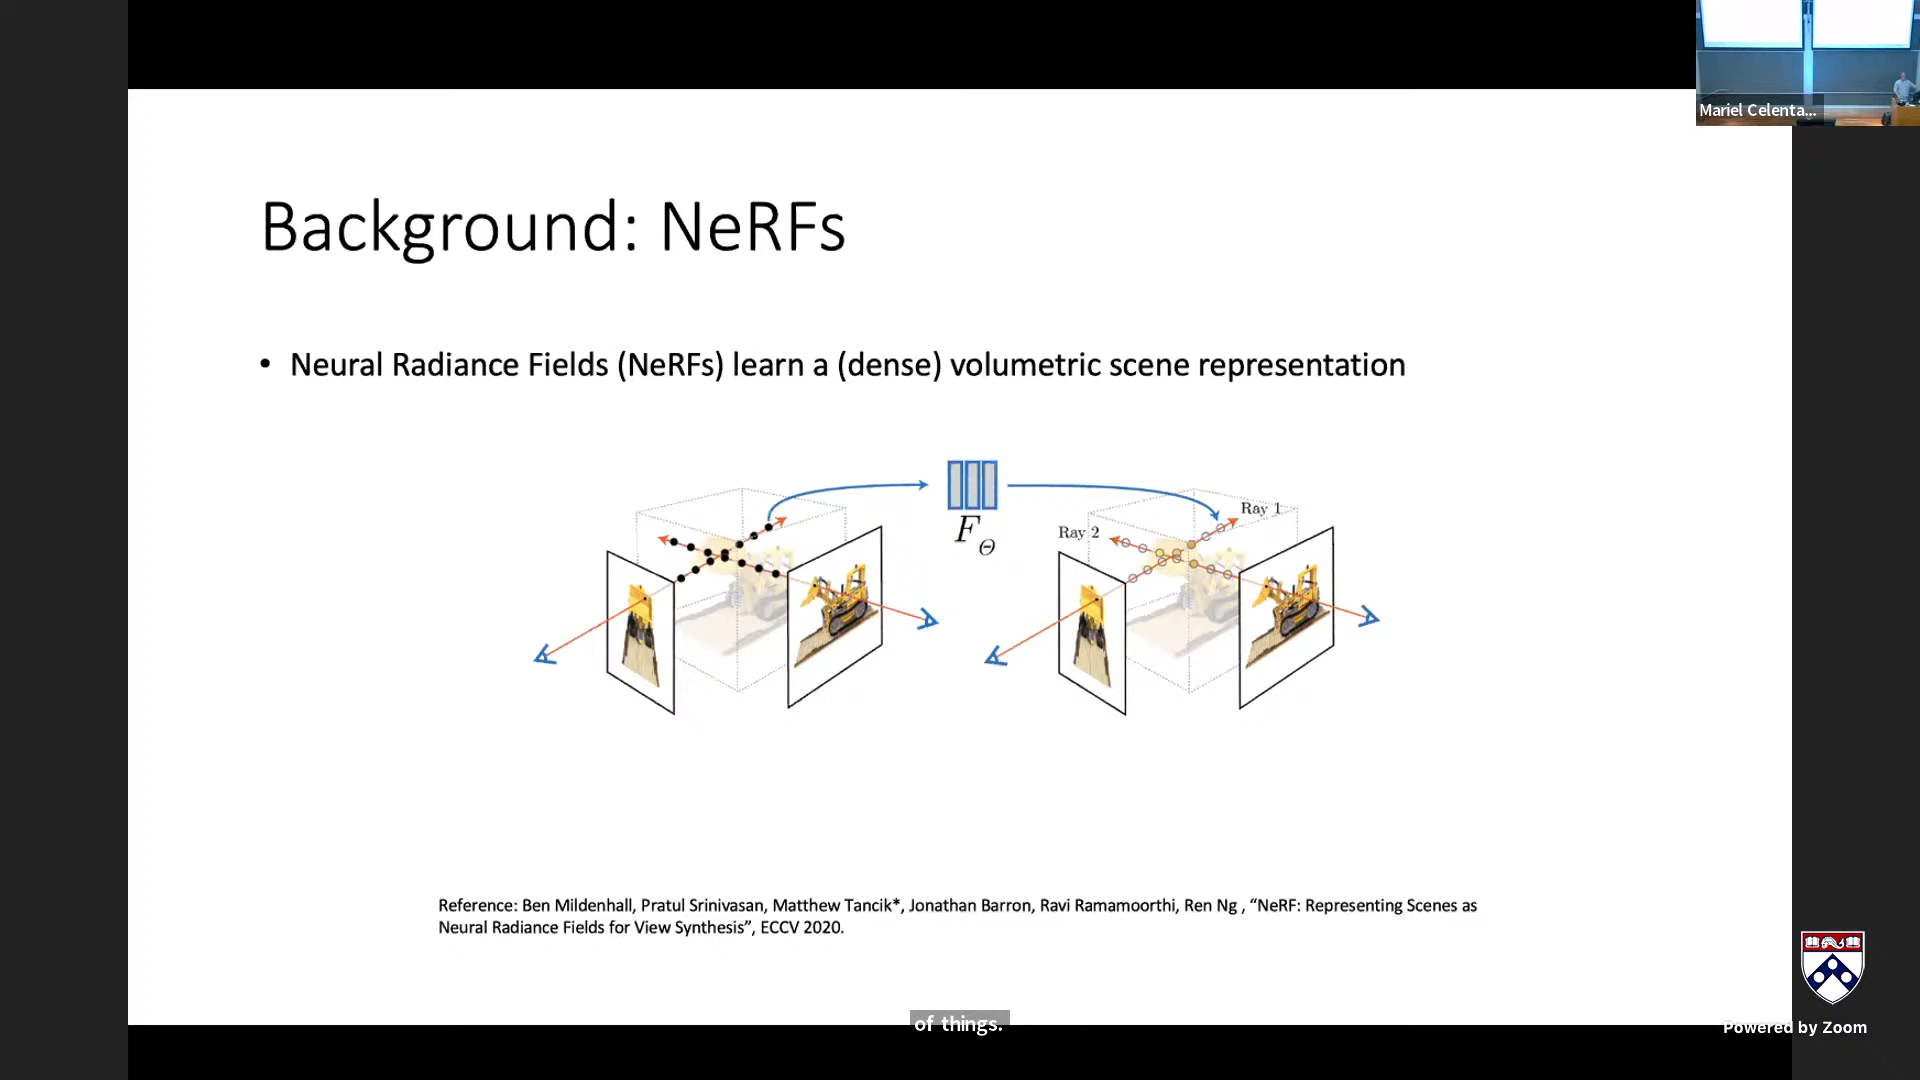 Mariel Celenta...
Background: NeRFs
• Neural Radiance Fields (NeRFs) learn a (dense) volumetric scene representation
Ray 1
Ray 2
F_Θ
Reference: Ben Mildenhall, Pratul Srinivasan, Matthew Tancik*, Jonathan Barron, Ravi Ramamoorthi, Ren Ng , “NeRF: Representing Scenes as
Neural Radiance Fields for View Synthesis”, ECCV 2020.
of things.
Powered by Zoom